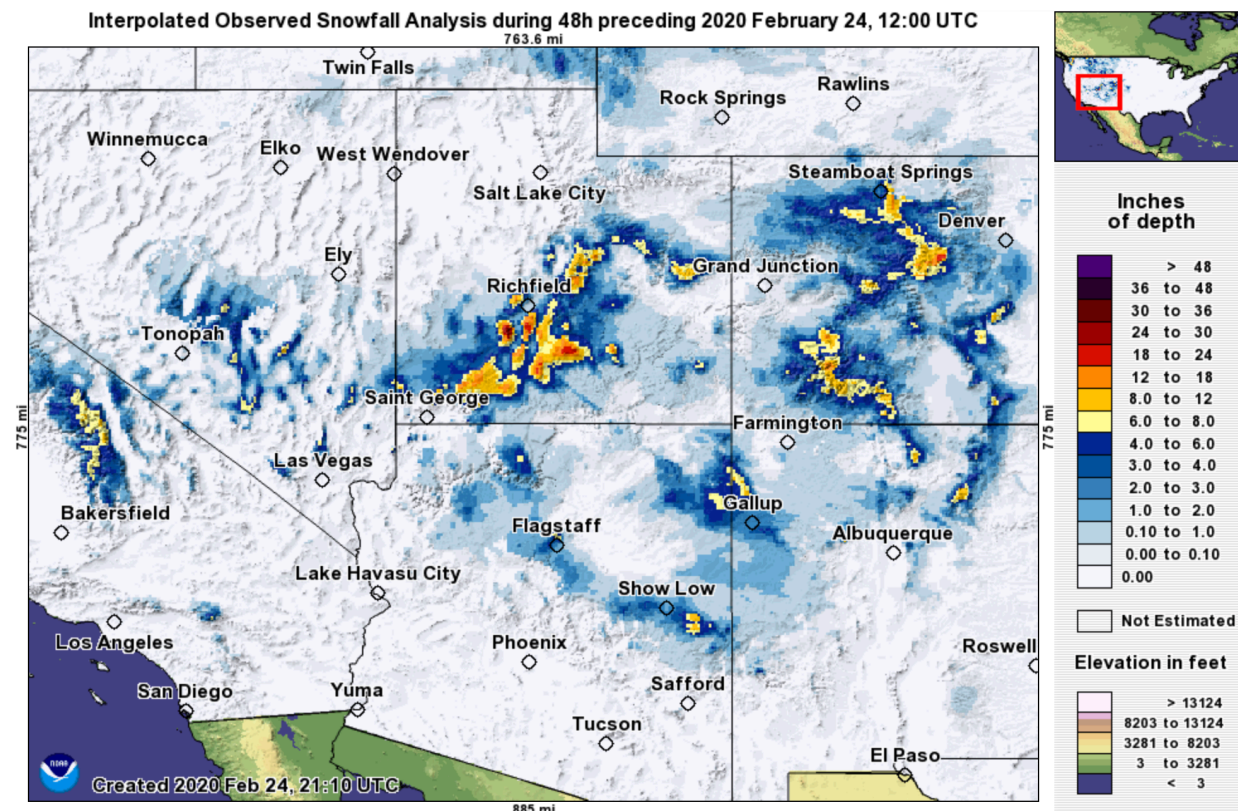 Interpolated Observed Snowfall Analysis during 48h preceding 2020 February 24, 12:00 UTC
763.6 mi
Twin Falls
Rock Springs
Rawlins
Winnemucca
Elko
West Wendover
Salt Lake City
Steamboat Springs
Denver
Ely
Grand Junction
Richfield
Tonopah
Saint George
775 mi
775 mi
Farmington
Las Vegas
Gallup
Bakersfield
Flagstaff
Albuquerque
Lake Havasu City
Show Low
Los Angeles
Phoenix
Roswell
San Diego
Yuma
Safford
Tucson
El Paso
NOAA
Created 2020 Feb 24, 21:10 UTC
885 mi
Inches
of depth
> 48
36 to 48
30 to 36
24 to 30
18 to 24
12 to 18
8.0 to 12
6.0 to 8.0
4.0 to 6.0
3.0 to 4.0
2.0 to 3.0
1.0 to 2.0
0.10 to 1.0
0.00 to 0.10
0.00
Not Estimated
Elevation in feet
> 13124
8203 to 13124
3281 to 8203
3 to 3281
< 3